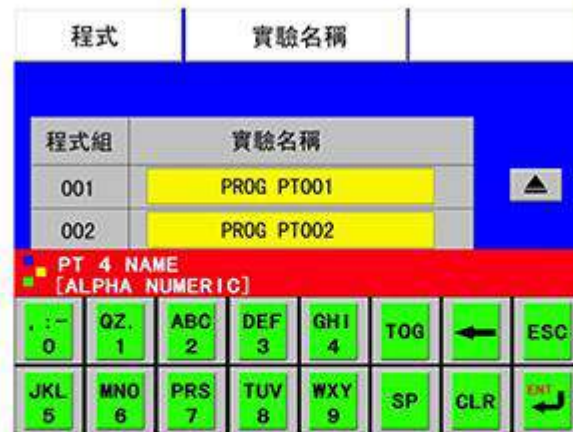 程式 實驗名稱
程式組 實驗名稱
001 PROG PT001
002 PROG PT002
PT 4 NAME
[ALPHA NUMERIC]
.:- QZ. ABC DEF GHI TOG ESC
0 1 2 3 4
JKL MNO PRS TUV WXY SP CLR ENT
5 6 7 8 9